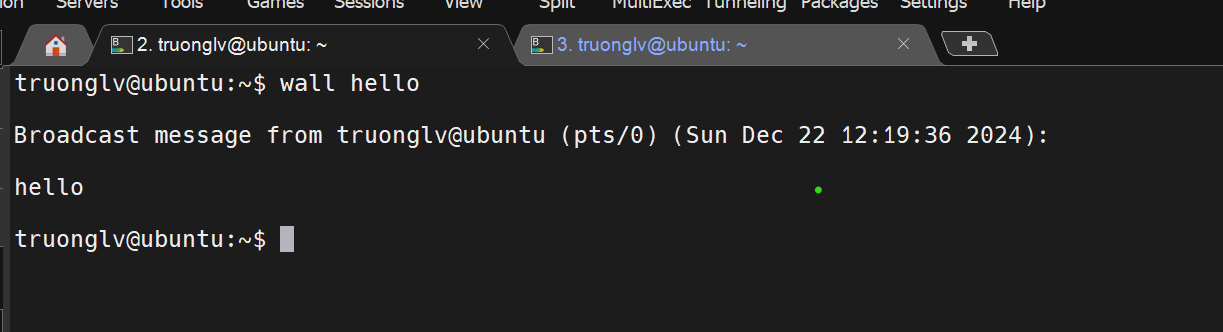 Servers Tools Games Sessions View Split MultiExec Tunneling Packages Settings Help
2. truonglv@ubuntu: ~
3. truonglv@ubuntu: ~
truonglv@ubuntu:~$ wall hello
Broadcast message from truonglv@ubuntu (pts/0) (Sun Dec 22 12:19:36 2024):
hello
truonglv@ubuntu:~$